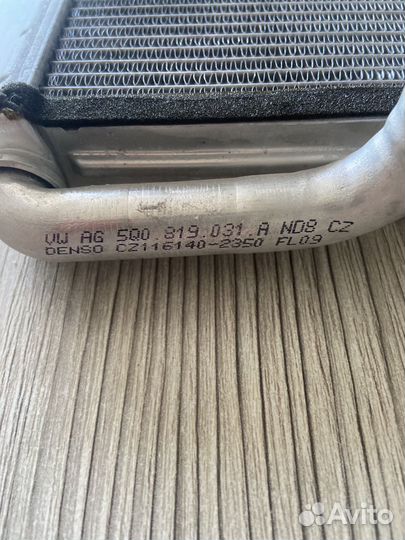 VW AG 5Q0.819.031.A ND8 CZ
DENSO CZ116140-2350 FL09
Avito